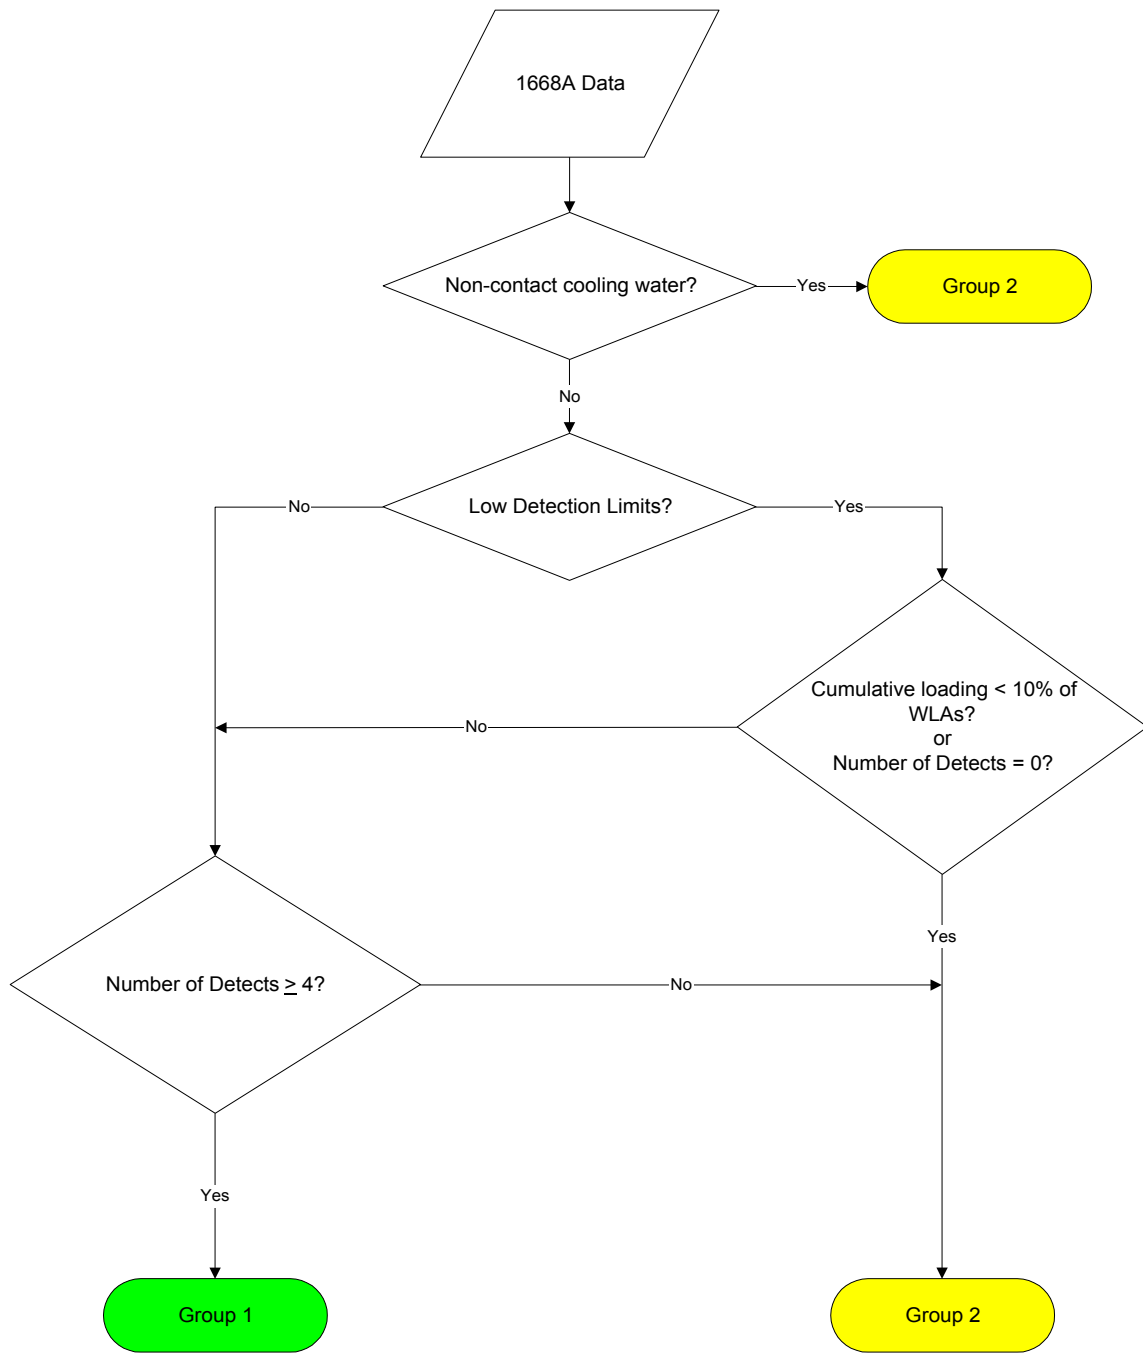 1668A Data
Non-contact cooling water?
Yes
Group 2
No
Low Detection Limits?
No
Yes
Cumulative loading < 10% of
WLAs?
or
Number of Detects = 0?
No
Yes
Number of Detects ≥ 4?
No
Yes
Group 1
Group 2